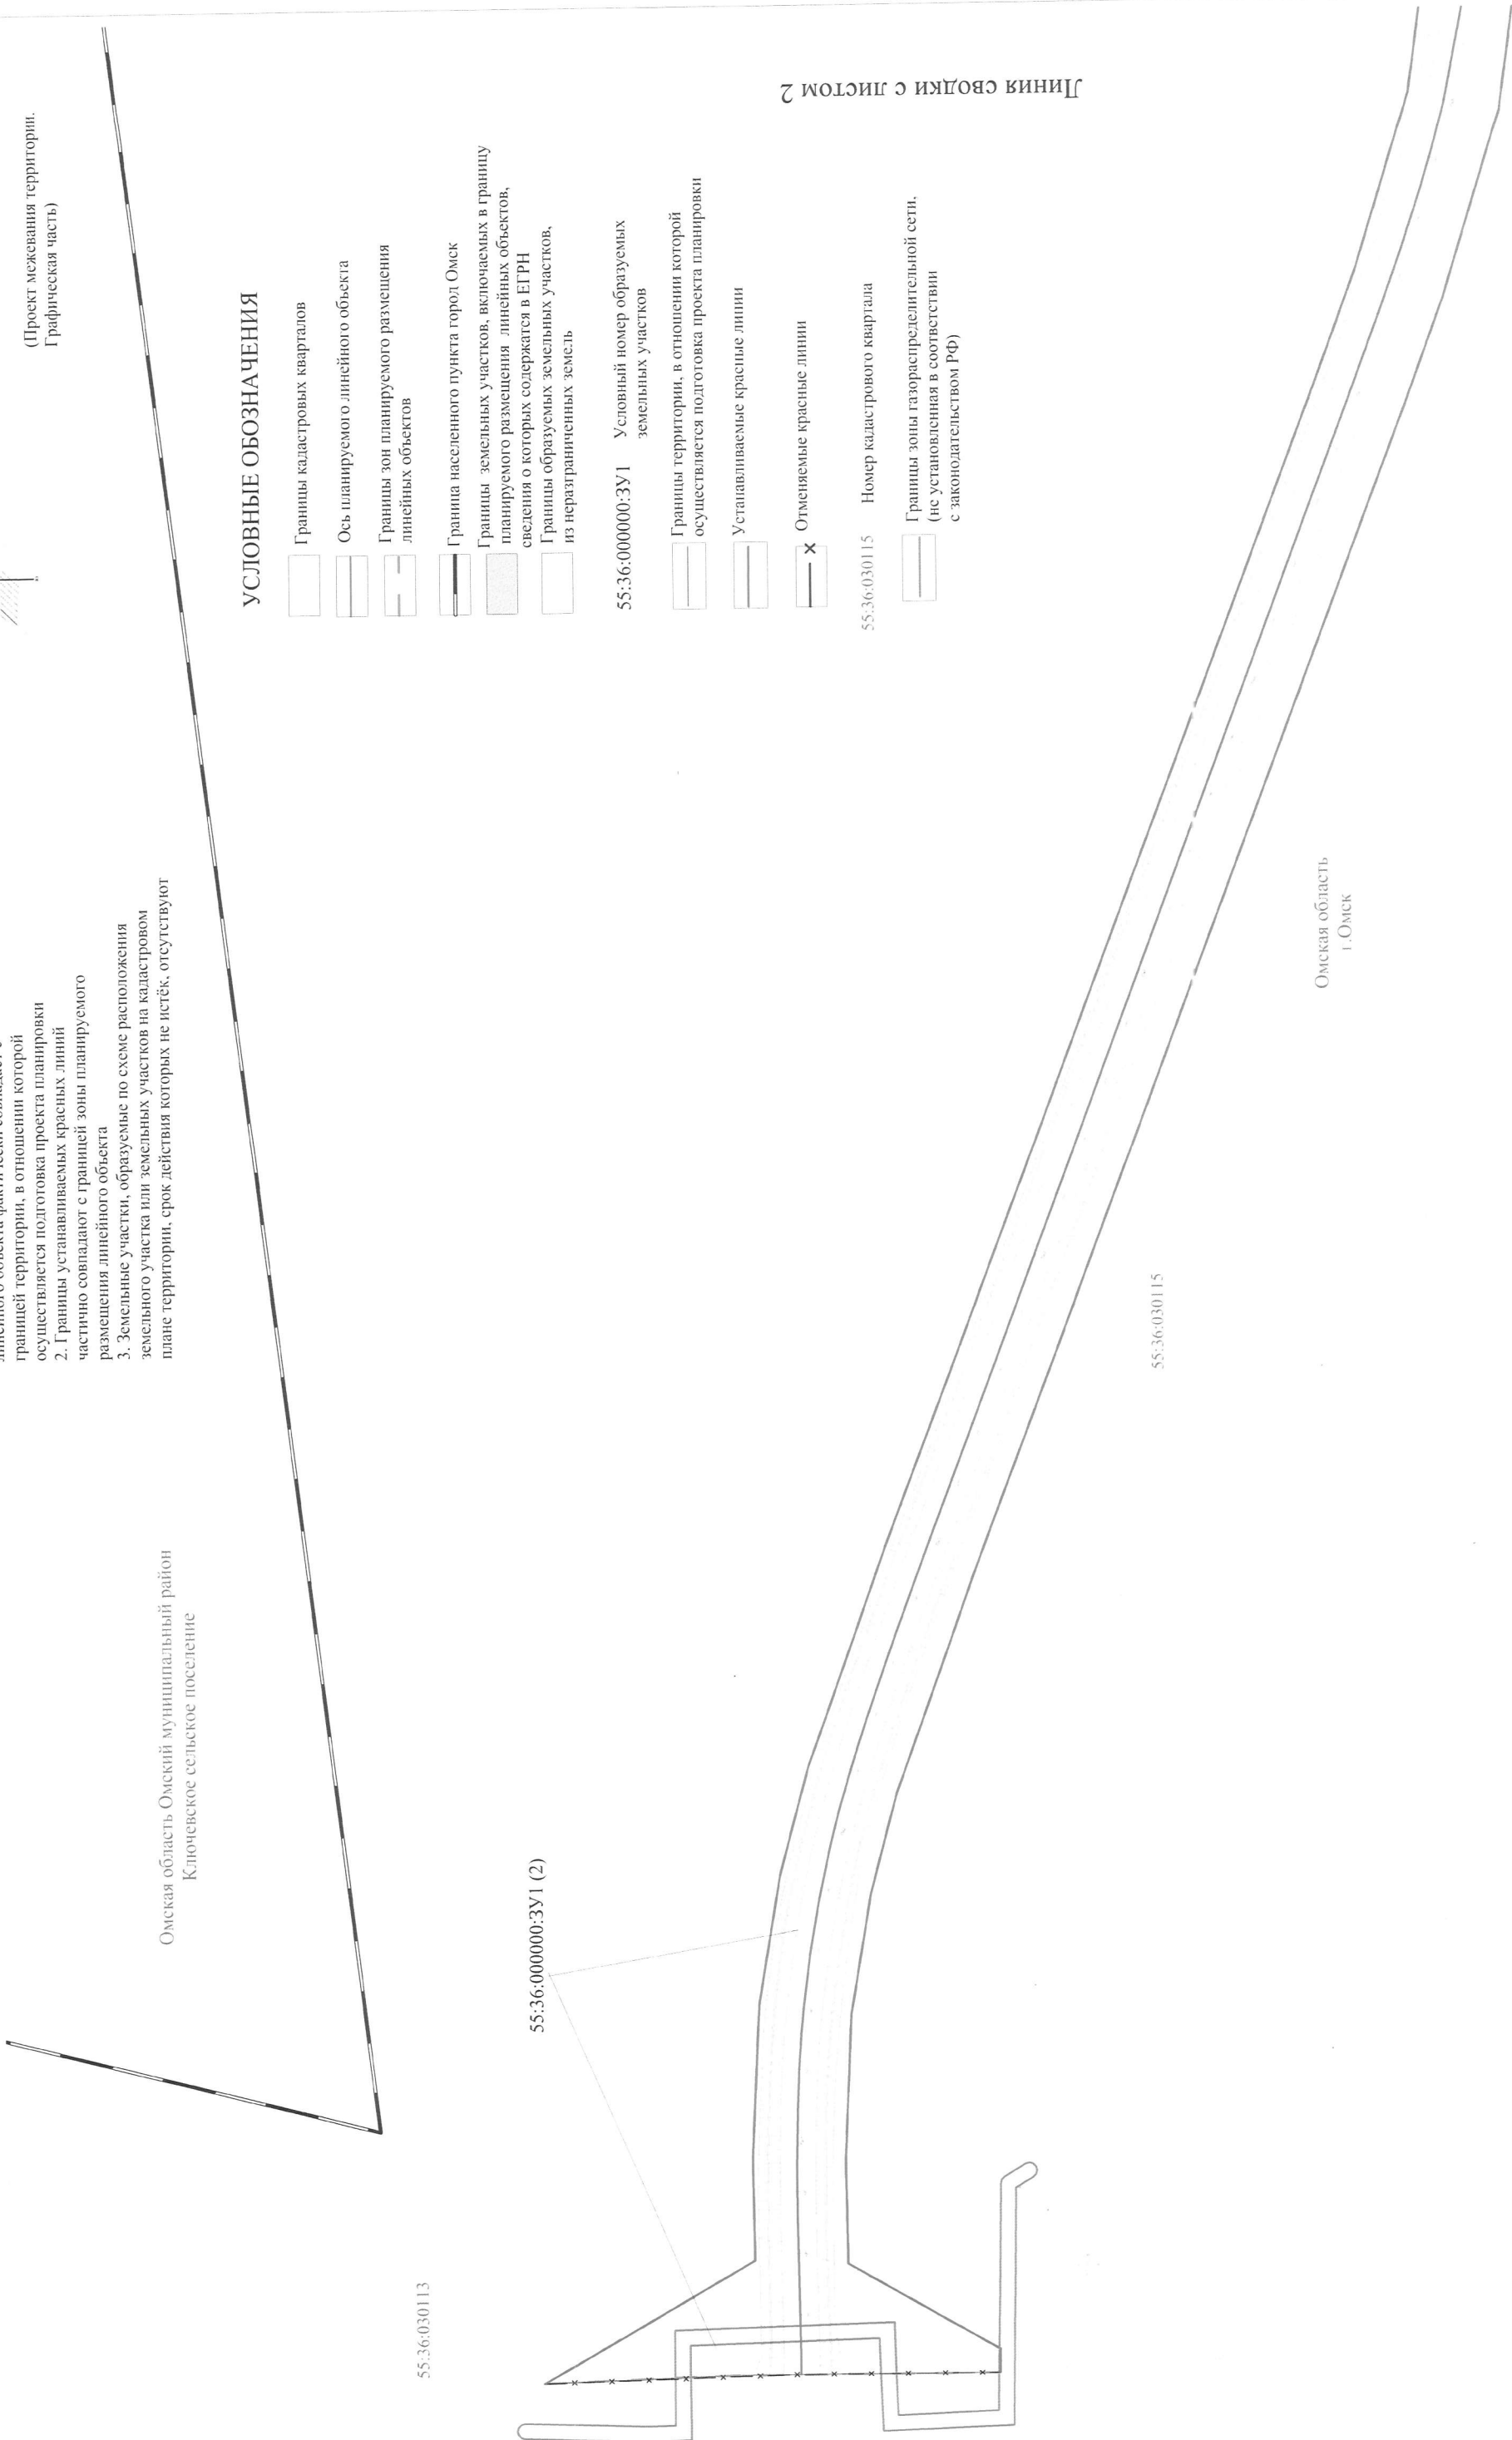 (Проект межевания территории.
Графическая часть)
границей территории, в отношении которой
осуществляется подготовка проекта планировки
2. Границы устанавливаемых красных линий
частично совпадают с границей зоны планируемого
размещения линейного объекта
3. Земельные участки, образуемые по схеме расположения
земельного участка или земельных участков на кадастровом
плане территории, срок действия которых не истёк, отсутствуют
Омская область Омский муниципальный район
Ключевское сельское поселение
УСЛОВНЫЕ ОБОЗНАЧЕНИЯ
Границы кадастровых кварталов
Ось планируемого линейного объекта
Границы зон планируемого размещения
линейных объектов
Граница населенного пункта город Омск
Границы земельных участков, включаемых в границу
планируемого размещения линейных объектов,
сведения о которых содержатся в ЕГРН
Границы образуемых земельных участков,
из неразграниченных земель
55:36:000000:ЗУ1 Условный номер образуемых
земельных участков
Границы территории, в отношении которой
осуществляется подготовка проекта планировки
Устанавливаемые красные линии
Отменяемые красные линии
55:36:030115 Номер кадастрового квартала
Границы зоны газораспределительной сети,
(не установленная в соответствии
с законодательством РФ)
Линия сводки с листом 2
55:36:030113
55:36:000000:ЗУ1 (2)
55:36:030115
Омская область
г.Омск